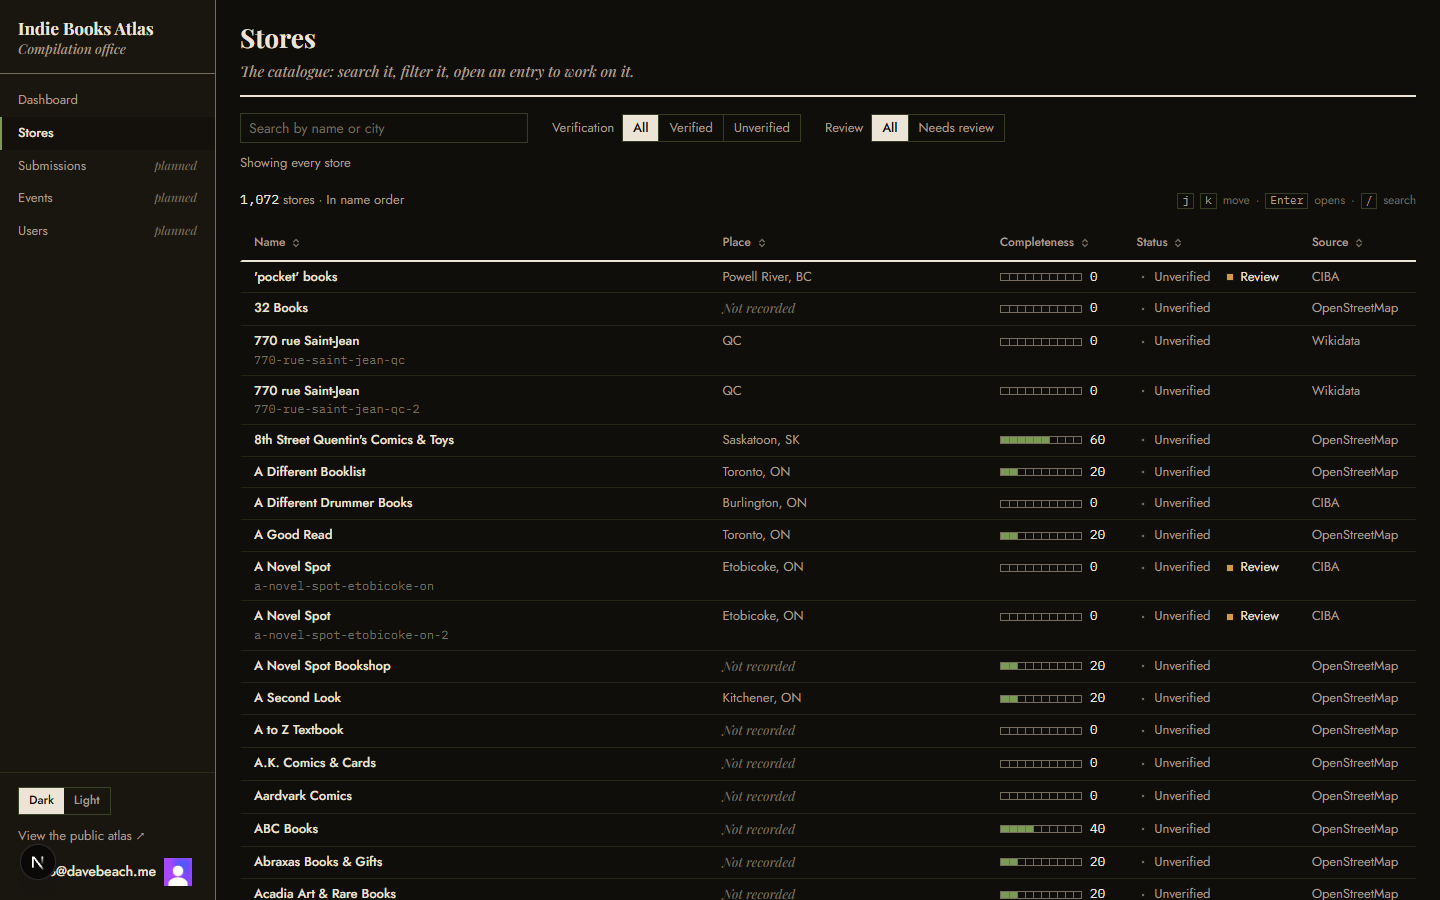 Indie Books Atlas
Compilation office
Dashboard
Stores
Submissions planned
Events planned
Users planned
Dark Light
View the public atlas ↗
N
@davebeach.me
Stores
The catalogue: search it, filter it, open an entry to work on it.
Search by name or city Verification All Verified Unverified Review All Needs review
Showing every store
1,072 stores · In name order j k move · Enter opens · / search
Name Place Completeness Status Source
'pocket' books Powell River, BC 0 · Unverified Review CIBA
32 Books Not recorded 0 · Unverified OpenStreetMap
770 rue Saint-Jean QC 0 · Unverified Wikidata
770-rue-saint-jean-qc
770 rue Saint-Jean QC 0 · Unverified Wikidata
770-rue-saint-jean-qc-2
8th Street Quentin's Comics & Toys Saskatoon, SK 60 · Unverified OpenStreetMap
A Different Booklist Toronto, ON 20 · Unverified OpenStreetMap
A Different Drummer Books Burlington, ON 0 · Unverified CIBA
A Good Read Toronto, ON 20 · Unverified OpenStreetMap
A Novel Spot Etobicoke, ON 0 · Unverified Review CIBA
a-novel-spot-etobicoke-on
A Novel Spot Etobicoke, ON 0 · Unverified Review CIBA
a-novel-spot-etobicoke-on-2
A Novel Spot Bookshop Not recorded 20 · Unverified OpenStreetMap
A Second Look Kitchener, ON 20 · Unverified OpenStreetMap
A to Z Textbook Not recorded 0 · Unverified OpenStreetMap
A.K. Comics & Cards Not recorded 0 · Unverified OpenStreetMap
Aardvark Comics Not recorded 0 · Unverified OpenStreetMap
ABC Books Not recorded 40 · Unverified OpenStreetMap
Abraxas Books & Gifts Not recorded 20 · Unverified OpenStreetMap
Acadia Art & Rare Books Not recorded 20 · Unverified OpenStreetMap